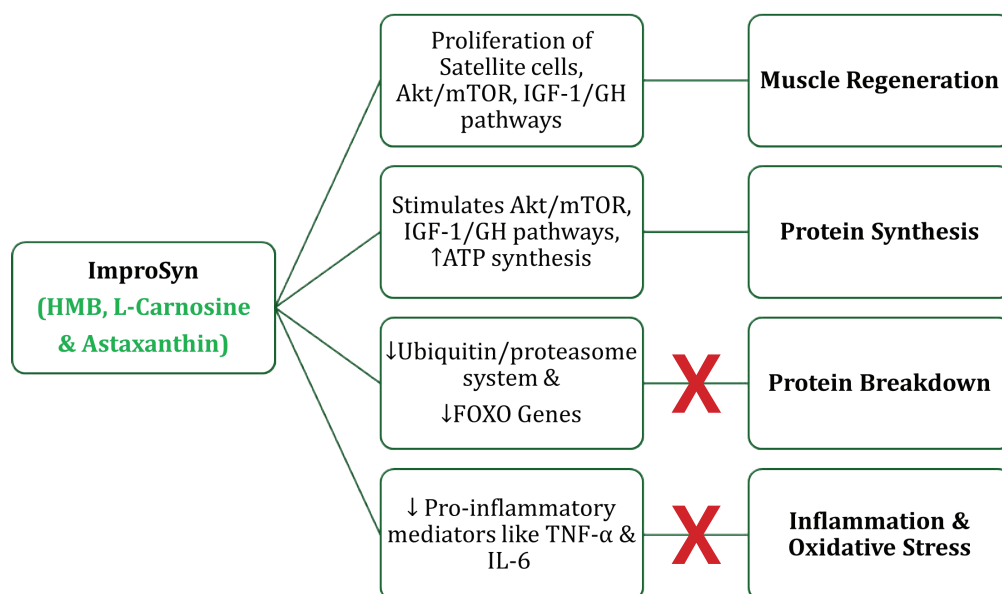 Proliferation of
Satellite cells,
Akt/mTOR, IGF-1/GH
pathways
Muscle Regeneration
Stimulates Akt/mTOR,
IGF-1/GH pathways,
↑ATP synthesis
Protein Synthesis
ImproSyn
(HMB, L-Carnosine
& Astaxanthin)
↓Ubiquitin/proteasome
system &
↓FOXO Genes
X
Protein Breakdown
↓ Pro-inflammatory
mediators like TNF-α &
IL-6
X
Inflammation &
Oxidative Stress